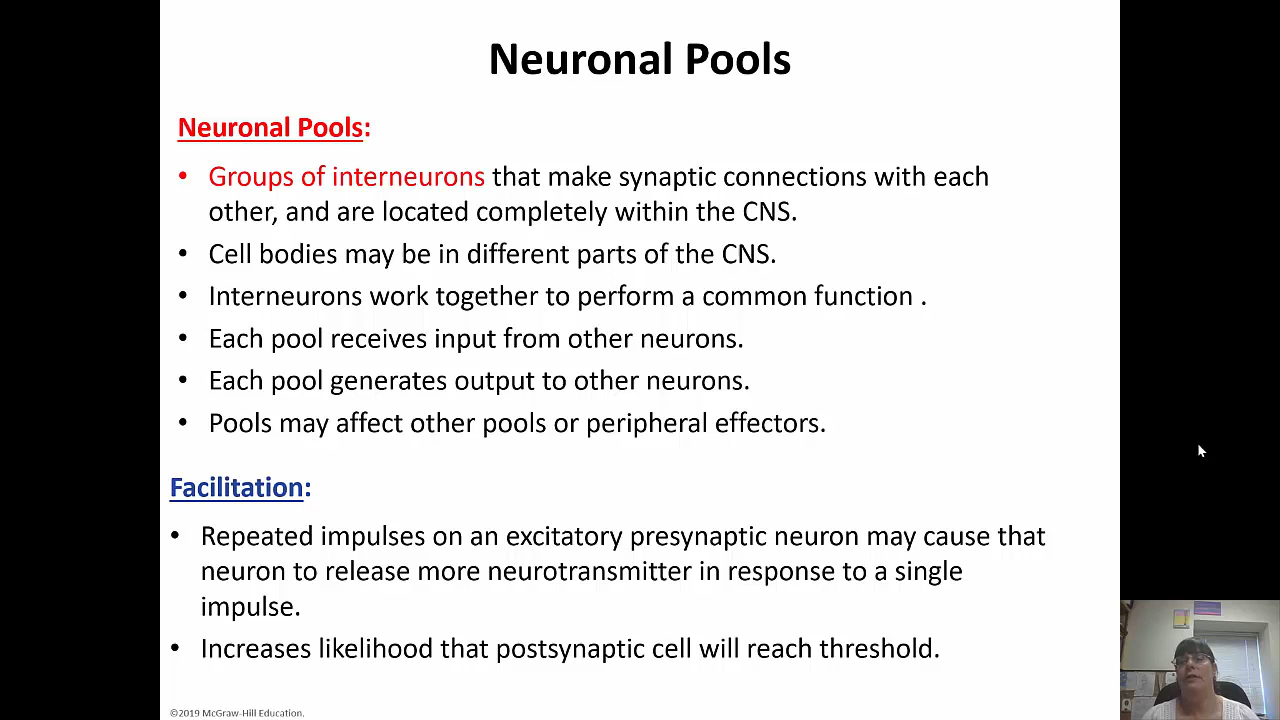 Neuronal Pools
Neuronal Pools:
• Groups of interneurons that make synaptic connections with each
other, and are located completely within the CNS.
• Cell bodies may be in different parts of the CNS.
• Interneurons work together to perform a common function .
• Each pool receives input from other neurons.
• Each pool generates output to other neurons.
• Pools may affect other pools or peripheral effectors.
Facilitation:
• Repeated impulses on an excitatory presynaptic neuron may cause that
neuron to release more neurotransmitter in response to a single
impulse.
• Increases likelihood that postsynaptic cell will reach threshold.
©2019 McGraw-Hill Education.